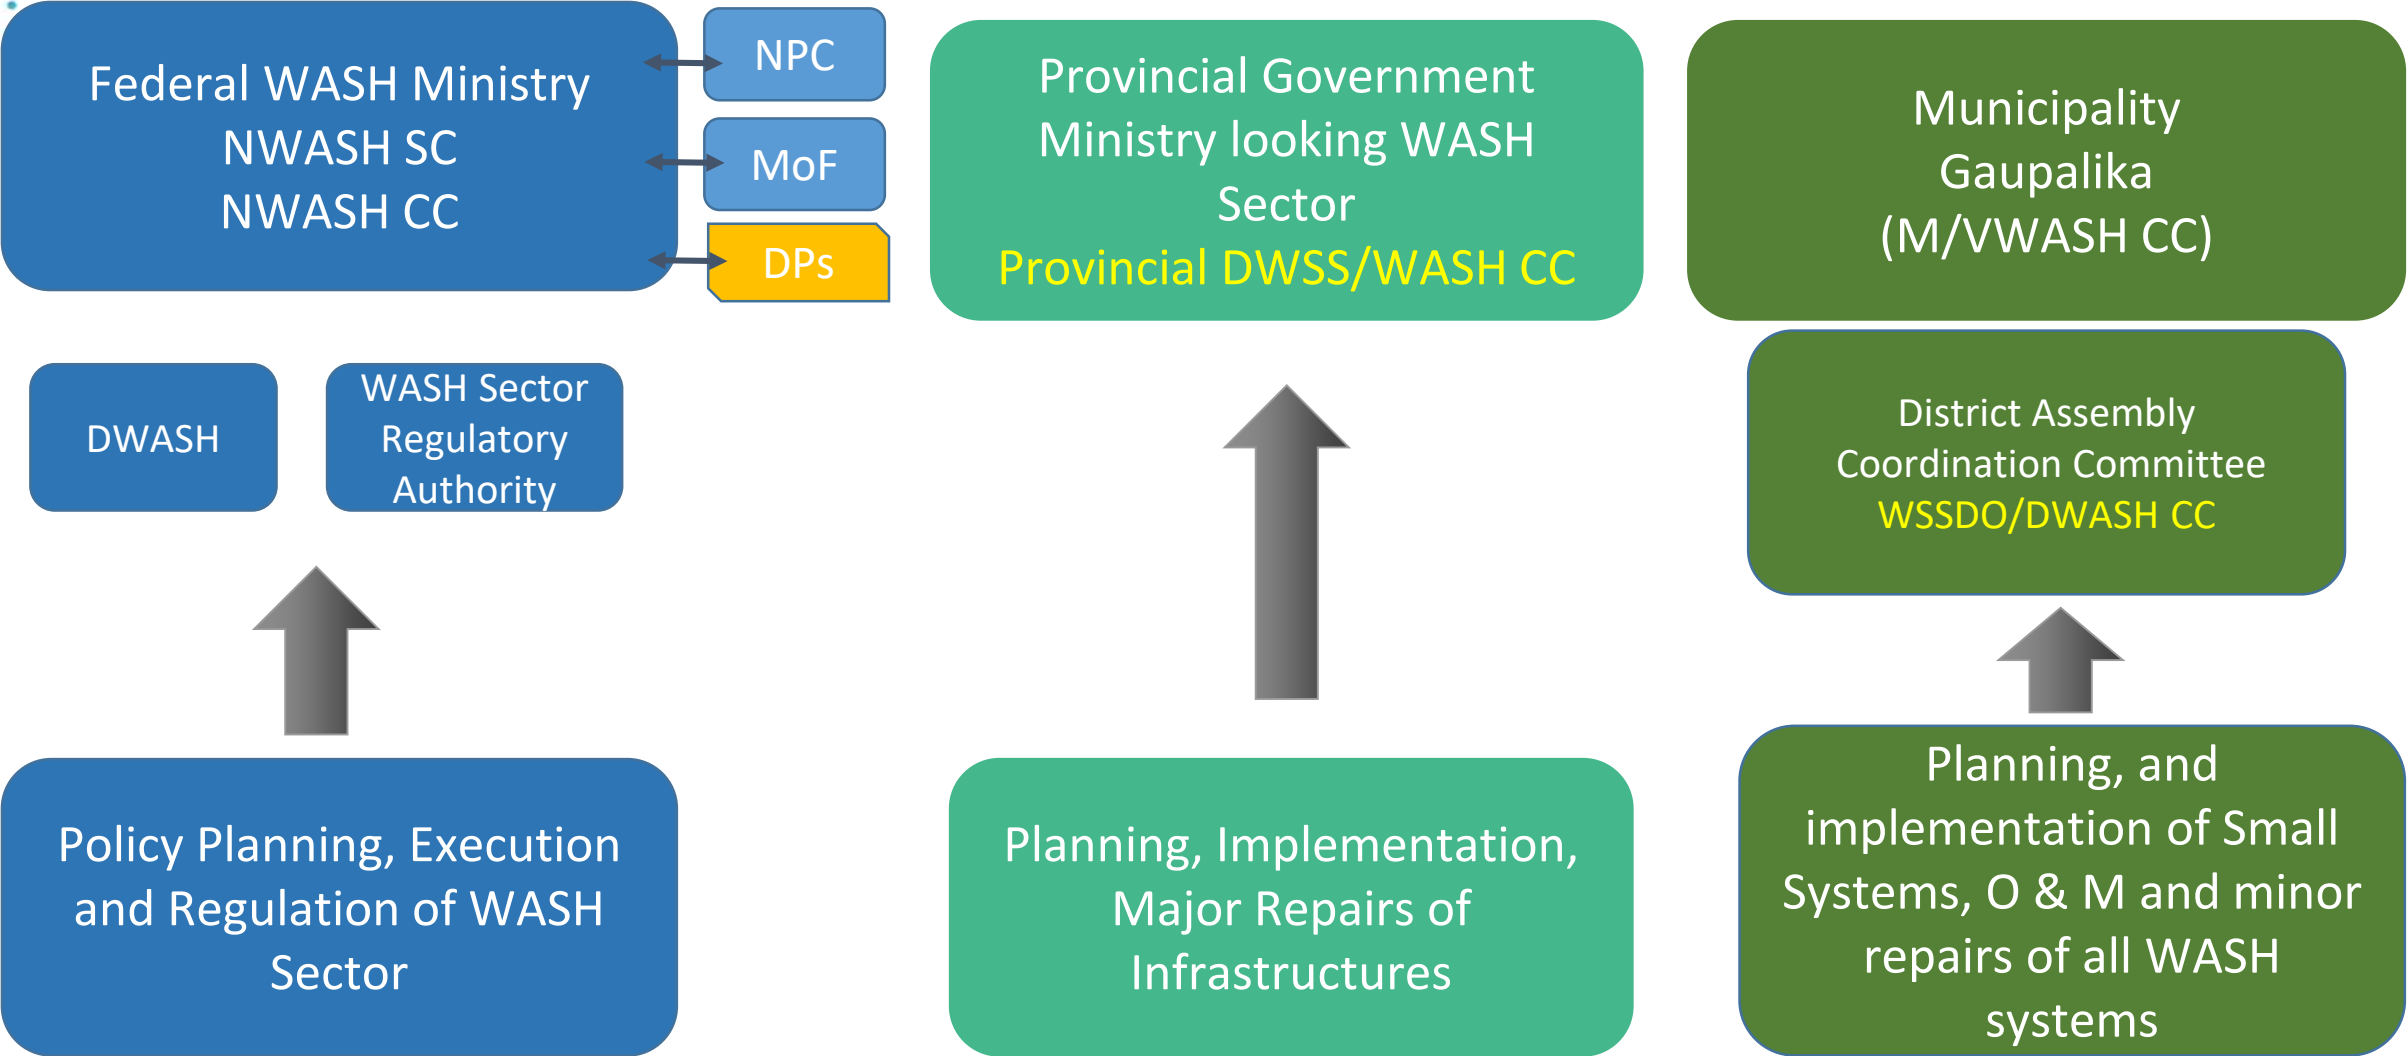 Federal WASH Ministry
NWASH SC
NWASH CC
NPC
MoF
DPs
Provincial Government
Ministry looking WASH
Sector
Provincial DWSS/WASH CC
Municipality
Gaupalika
(M/VWASH CC)
DWASH
WASH Sector
Regulatory
Authority
District Assembly
Coordination Committee
WSSDO/DWASH CC
Policy Planning, Execution
and Regulation of WASH
Sector
Planning, Implementation,
Major Repairs of
Infrastructures
Planning, and
implementation of Small
Systems, O & M and minor
repairs of all WASH
systems